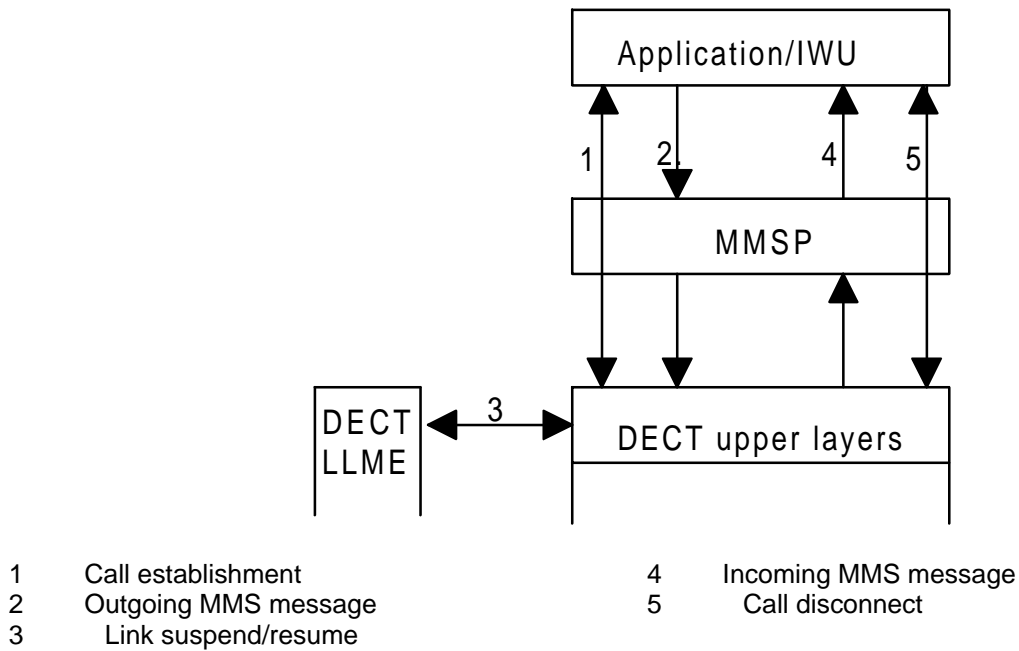 Application/IWU
1 2. 4 5
MMSP
3
DECT
LLME
DECT upper layers
1 Call establishment
2 Outgoing MMS message
3 Link suspend/resume
4 Incoming MMS message
5 Call disconnect